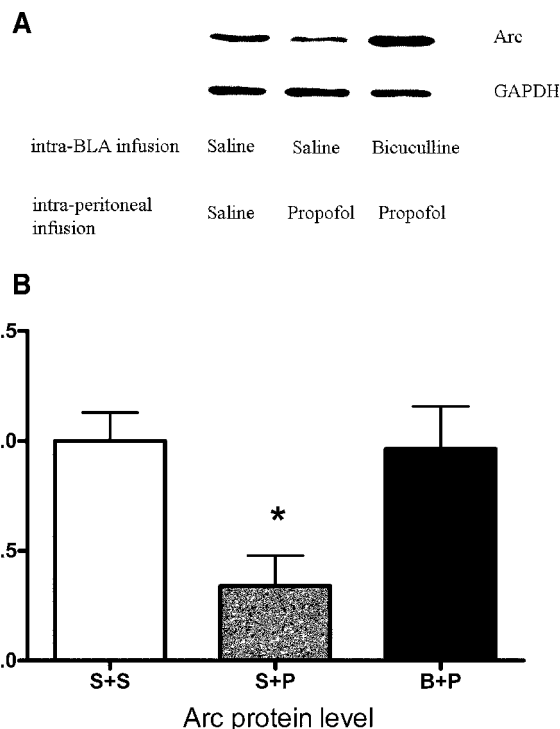 A
Arc
GAPDH
intra-BLA infusion Saline Saline Bicuculline
intra-peritoneal infusion Saline Propofol Propofol
B
.5
.0
*
.5
.0
S+S S+P B+P
Arc protein level